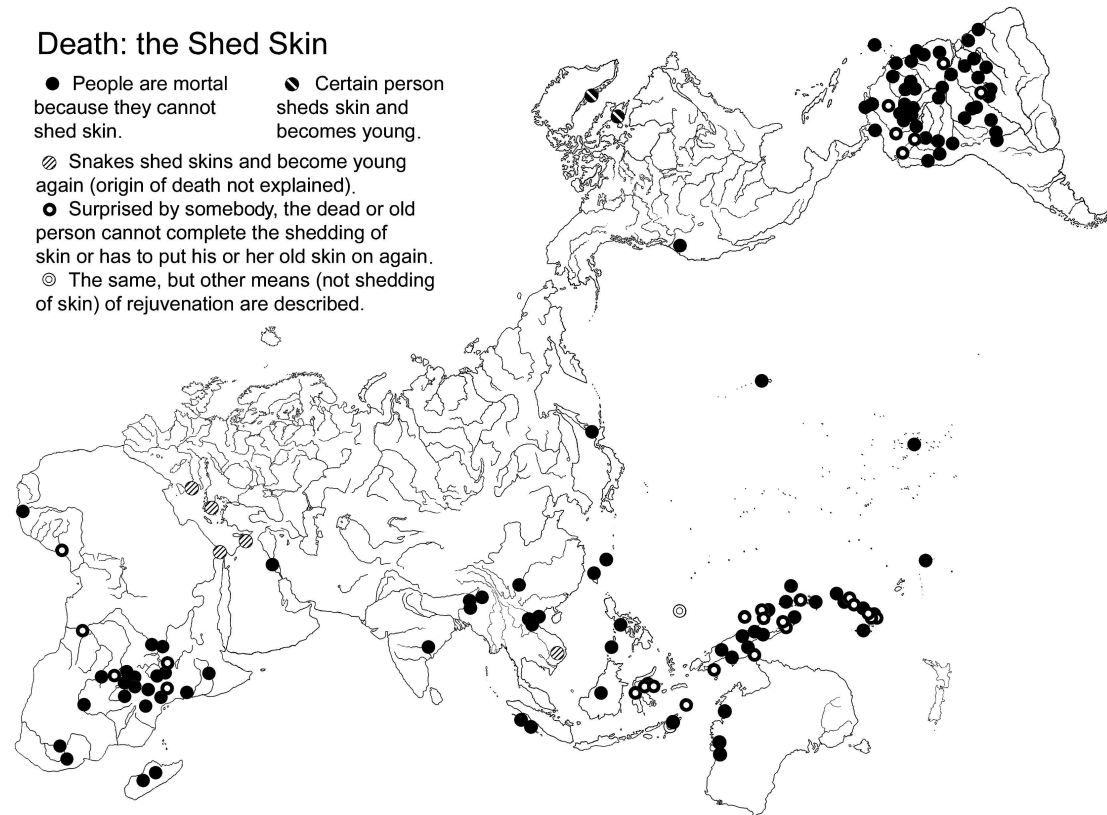 Death: the Shed Skin
People are mortal
because they cannot
shed skin.
Certain person
sheds skin and
becomes young.
Snakes shed skins and become young
again (origin of death not explained).
Surprised by somebody, the dead or old
person cannot complete the shedding of
skin or has to put his or her old skin on again.
The same, but other means (not shedding
of skin) of rejuvenation are described.